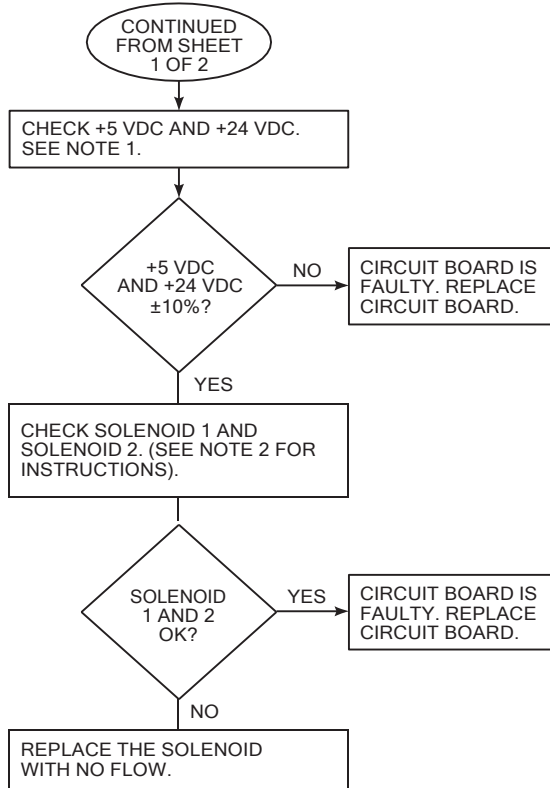 CONTINUED
FROM SHEET
1 OF 2
CHECK +5 VDC AND +24 VDC.
SEE NOTE 1.
+5 VDC
AND +24 VDC
±10%?
NO
CIRCUIT BOARD IS
FAULTY. REPLACE
CIRCUIT BOARD.
YES
CHECK SOLENOID 1 AND
SOLENOID 2. (SEE NOTE 2 FOR
INSTRUCTIONS).
SOLENOID
1 AND 2
OK?
YES
CIRCUIT BOARD IS
FAULTY. REPLACE
CIRCUIT BOARD.
NO
REPLACE THE SOLENOID
WITH NO FLOW.